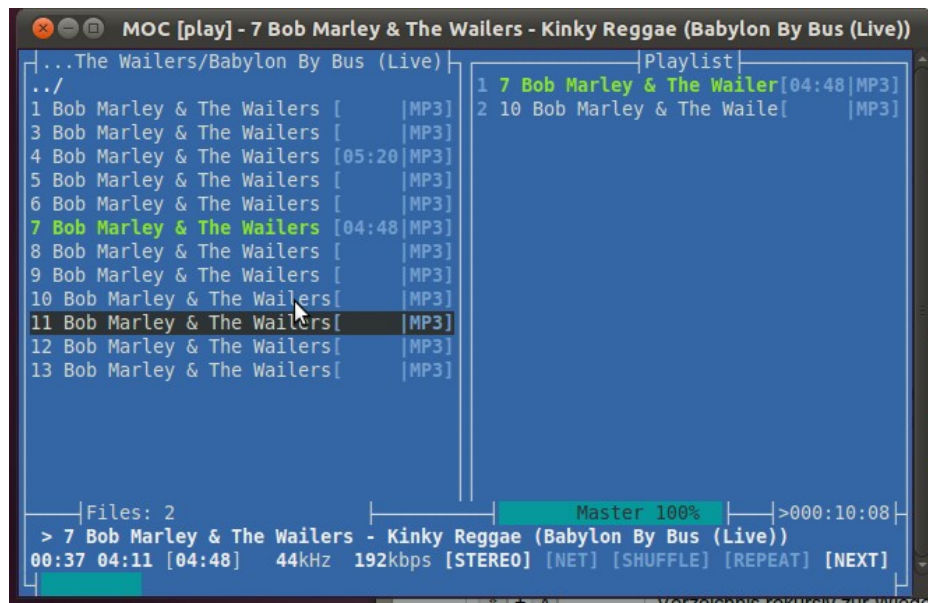 MOC [play] - 7 Bob Marley & The Wailers - Kinky Reggae (Babylon By Bus (Live))
...The Wailers/Babylon By Bus (Live)
../
1 Bob Marley & The Wailers [ |MP3]
3 Bob Marley & The Wailers [ |MP3]
4 Bob Marley & The Wailers [05:20|MP3]
5 Bob Marley & The Wailers [ |MP3]
6 Bob Marley & The Wailers [ |MP3]
7 Bob Marley & The Wailers [04:48|MP3]
8 Bob Marley & The Wailers [ |MP3]
9 Bob Marley & The Wailers [ |MP3]
10 Bob Marley & The Wailers[ |MP3]
11 Bob Marley & The Wailers[ |MP3]
12 Bob Marley & The Wailers[ |MP3]
13 Bob Marley & The Wailers[ |MP3]
Playlist
1 7 Bob Marley & The Wailer[04:48|MP3]
2 10 Bob Marley & The Waile[ |MP3]
Files: 2
Master 100%
>000:10:08
> 7 Bob Marley & The Wailers - Kinky Reggae (Babylon By Bus (Live))
00:37 04:11 [04:48] 44kHz 192kbps [STEREO] [NET] [SHUFFLE] [REPEAT] [NEXT]